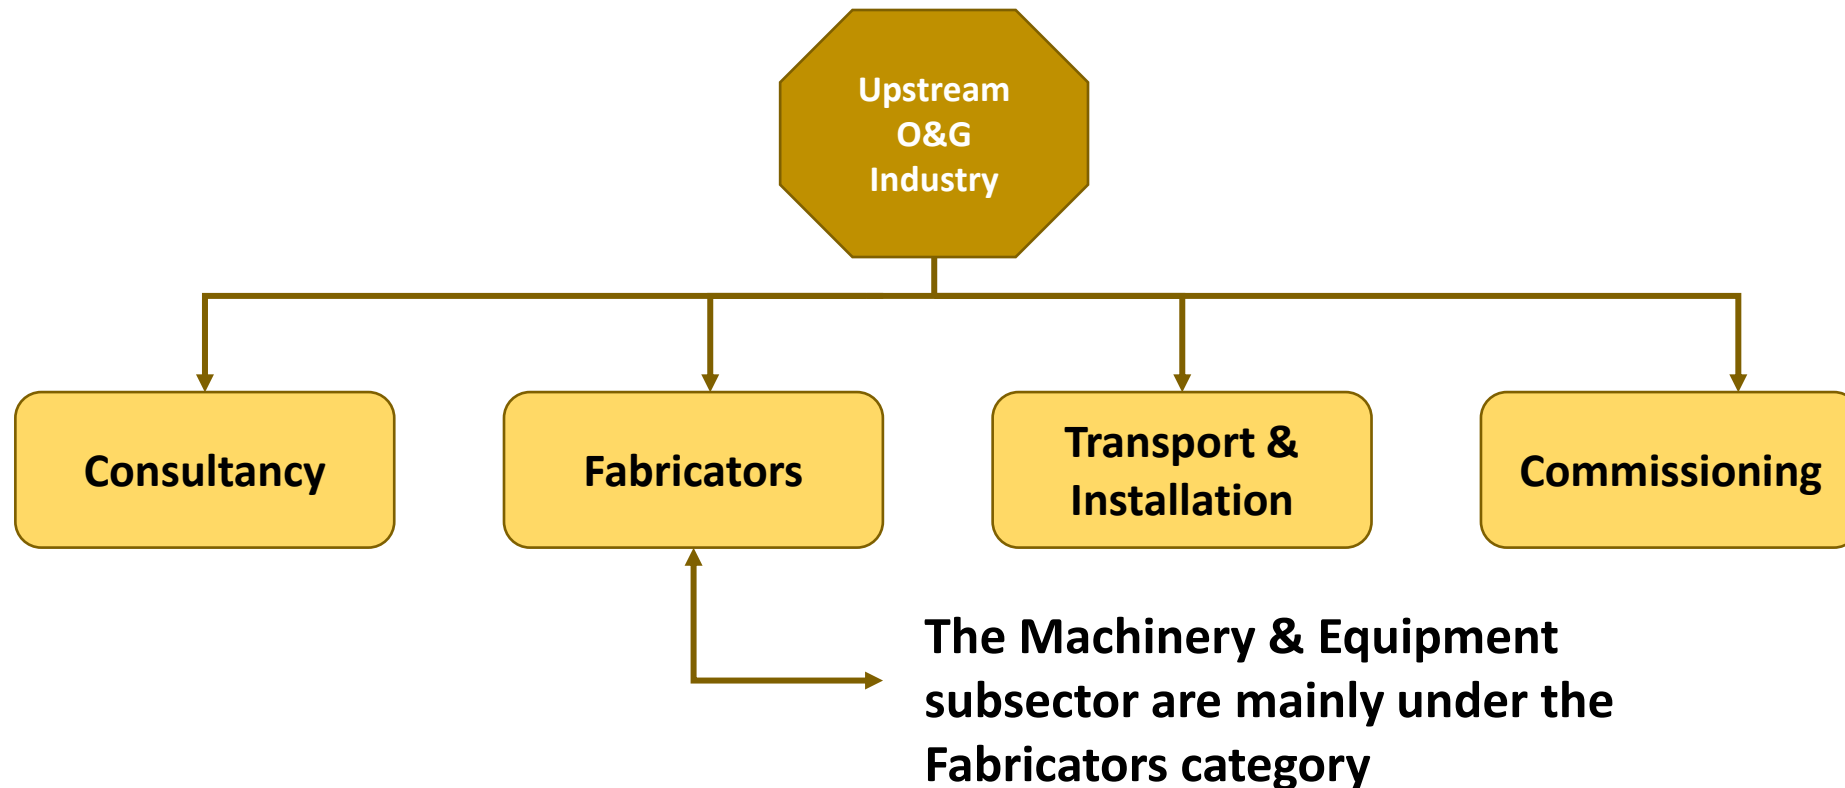 Upstream
O&G
Industry
Consultancy
Fabricators
Transport &
Installation
Commissioning
The Machinery & Equipment
subsector are mainly under the
Fabricators category